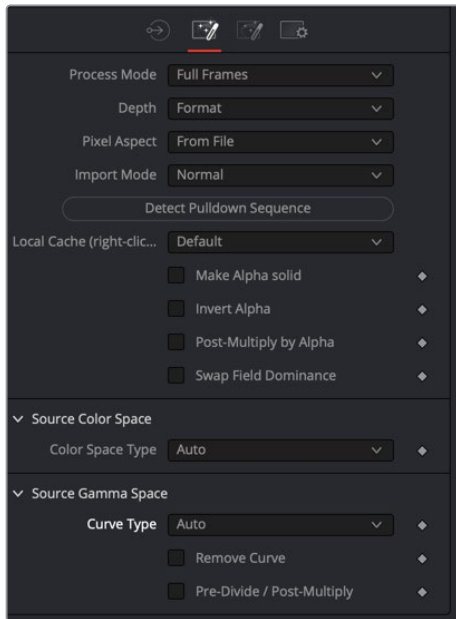 Process Mode Full Frames
Depth Format
Pixel Aspect From File
Import Mode Normal
Detect Pulldown Sequence
Local Cache (right-clic... Default
Make Alpha solid
Invert Alpha
Post-Multiply by Alpha
Swap Field Dominance
Source Color Space
Color Space Type Auto
Source Gamma Space
Curve Type Auto
Remove Curve
Pre-Divide / Post-Multiply